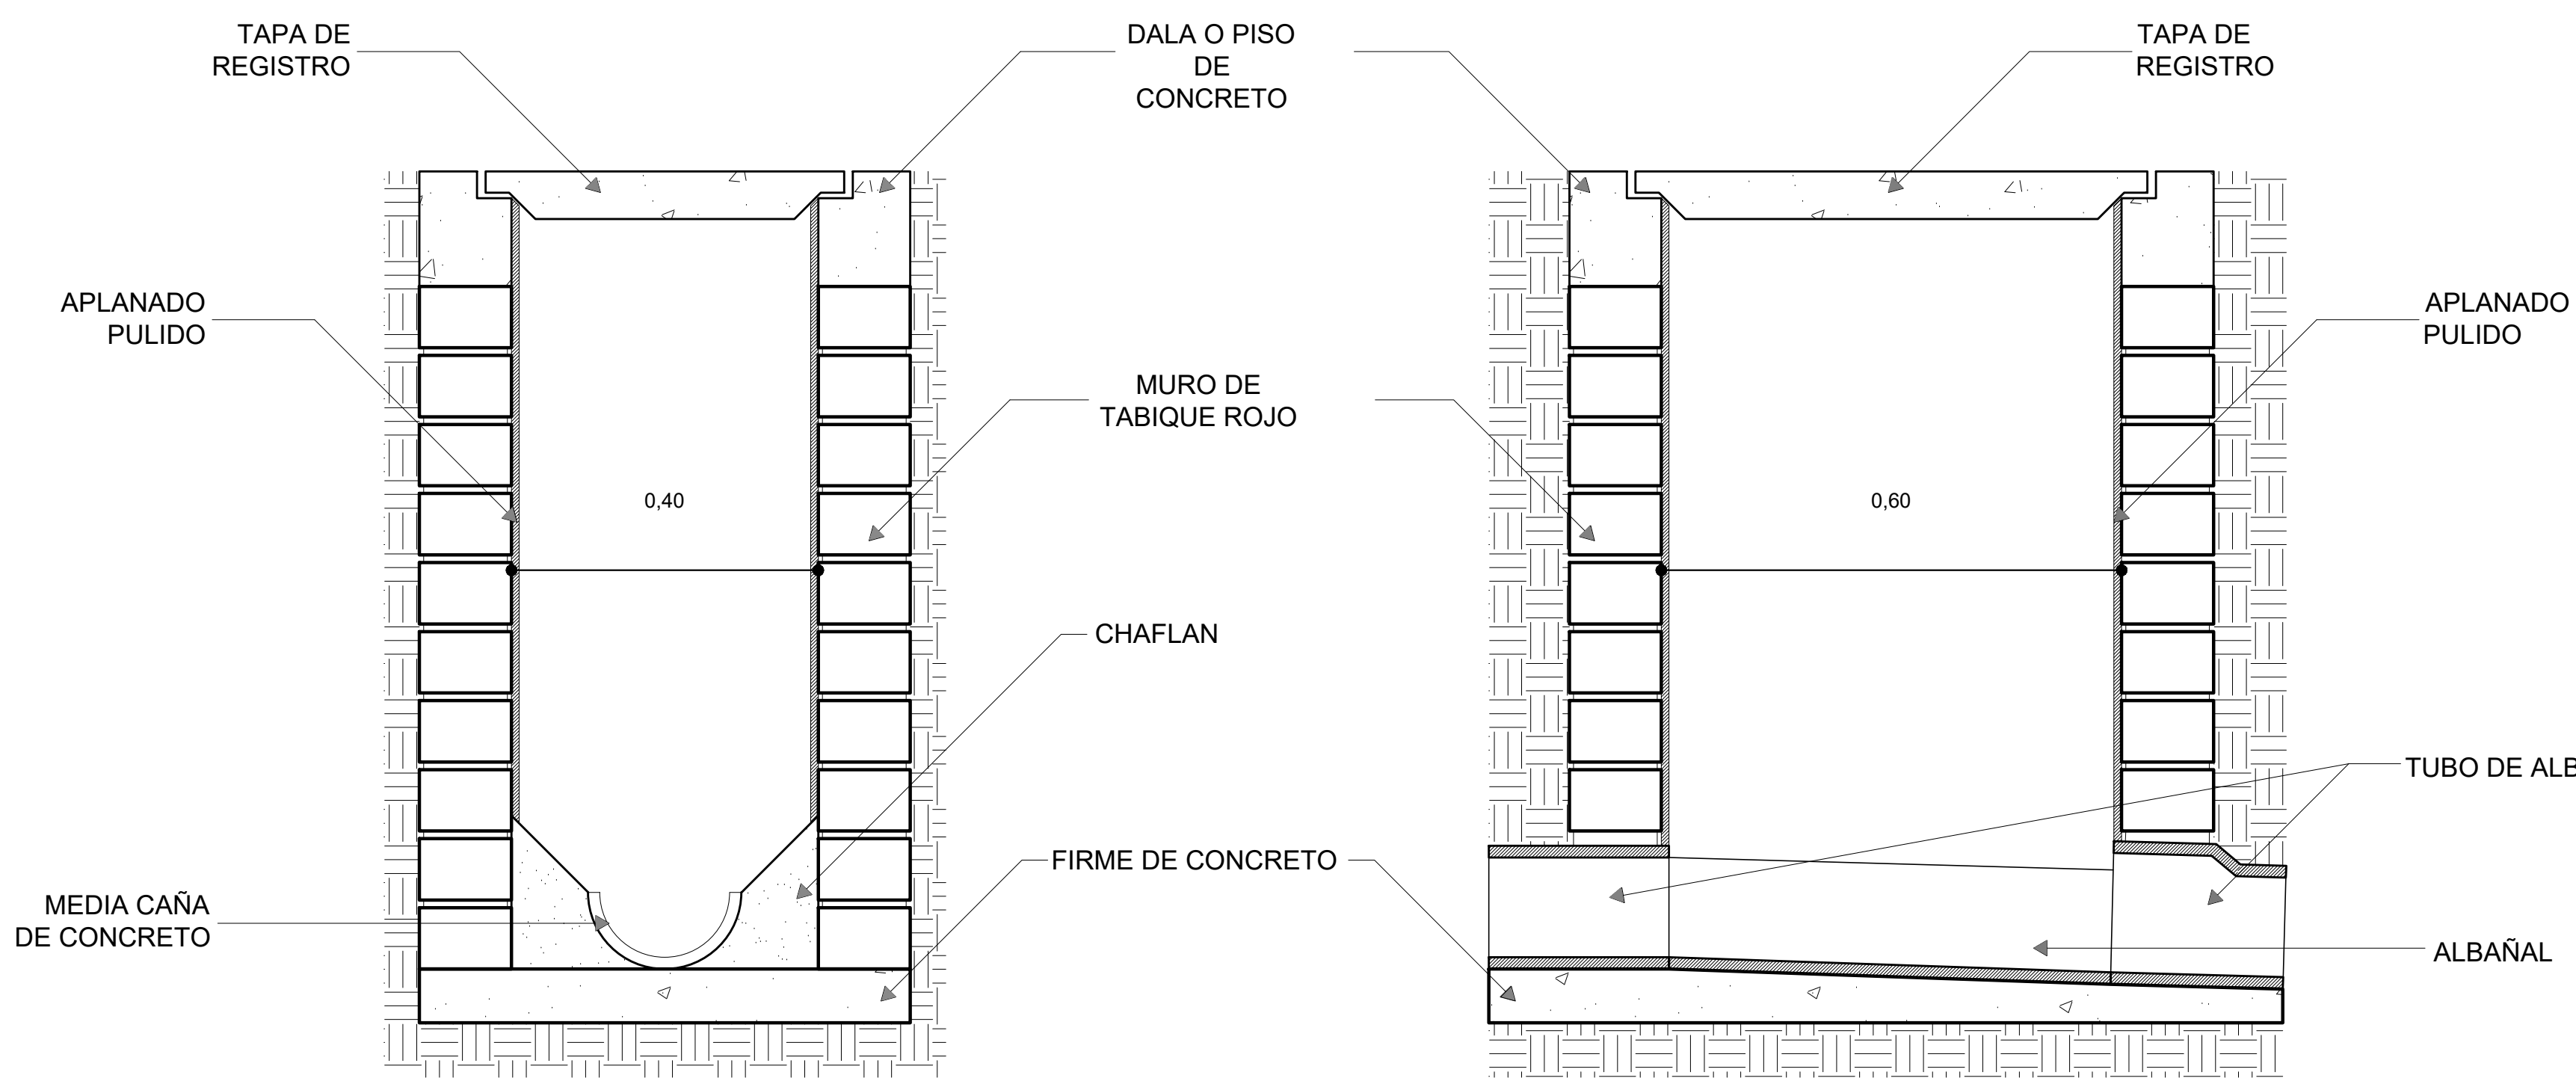 TAPA DE
REGISTRO
DALA O PISO
DE
CONCRETO
TAPA DE
REGISTRO
APLANADO
PULIDO
APLANADO
PULIDO
MURO DE
TABIQUE ROJO
0,40
0,60
CHAFLAN
TUBO DE ALB
FIRME DE CONCRETO
MEDIA CAÑA
DE CONCRETO
ALBAÑAL